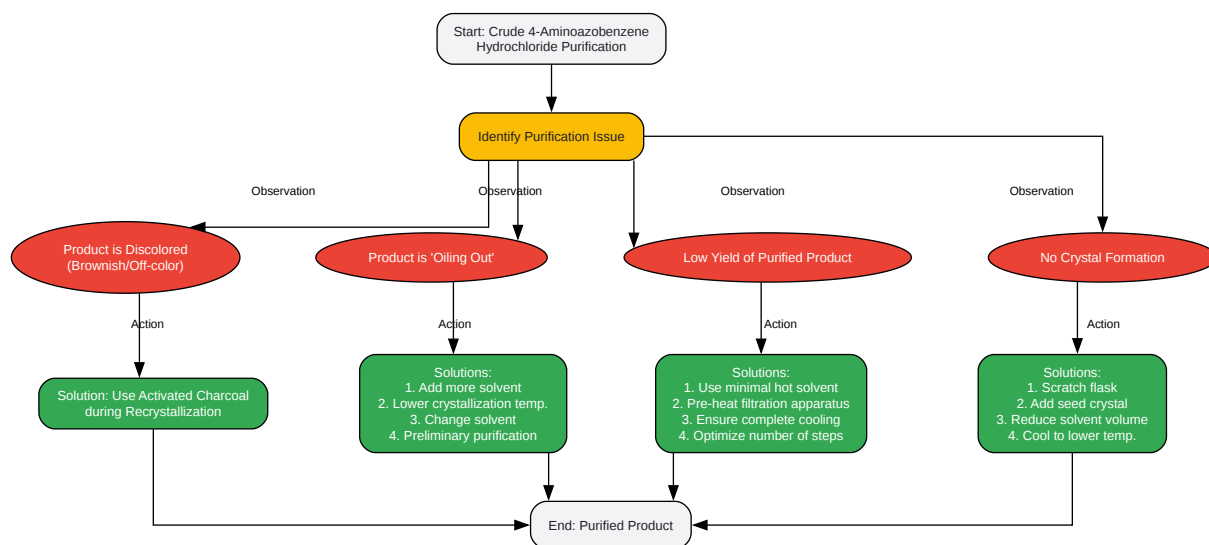 Start: Crude 4-Aminoazobenzene
Hydrochloride Purification
Identify Purification Issue
Observation
Observation
Observation
Observation
Product is Discolored
(Brownish/Off-color)
Product is 'Oiling Out'
Low Yield of Purified Product
No Crystal Formation
Action
Action
Action
Action
Solution: Use Activated Charcoal
during Recrystallization
Solutions:
1. Add more solvent
2. Lower crystallization temp.
3. Change solvent
4. Preliminary purification
Solutions:
1. Use minimal hot solvent
2. Pre-heat filtration apparatus
3. Ensure complete cooling
4. Optimize number of steps
Solutions:
1. Scratch flask
2. Add seed crystal
3. Reduce solvent volume
4. Cool to lower temp.
End: Purified Product